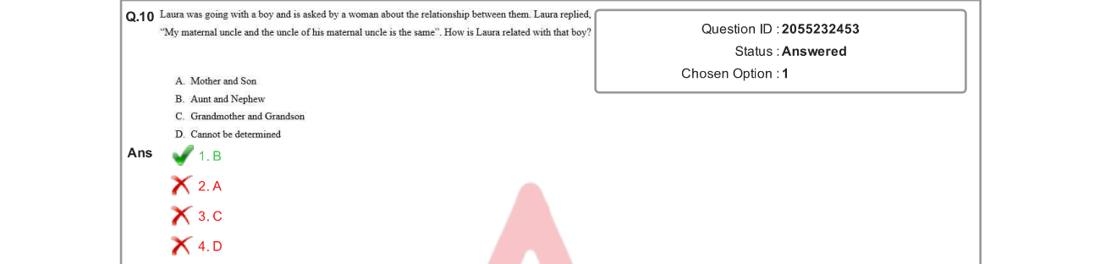 Q.10 Laura was going with a boy and is asked by a woman about the relationship between them. Laura replied,
"My maternal uncle and the uncle of his maternal uncle is the same". How is Laura related with that boy?
A. Mother and Son
B. Aunt and Nephew
C. Grandmother and Grandson
D. Cannot be determined
Ans 1. B
2. A
3. C
4. D
Question ID : 2055232453
Status : Answered
Chosen Option : 1